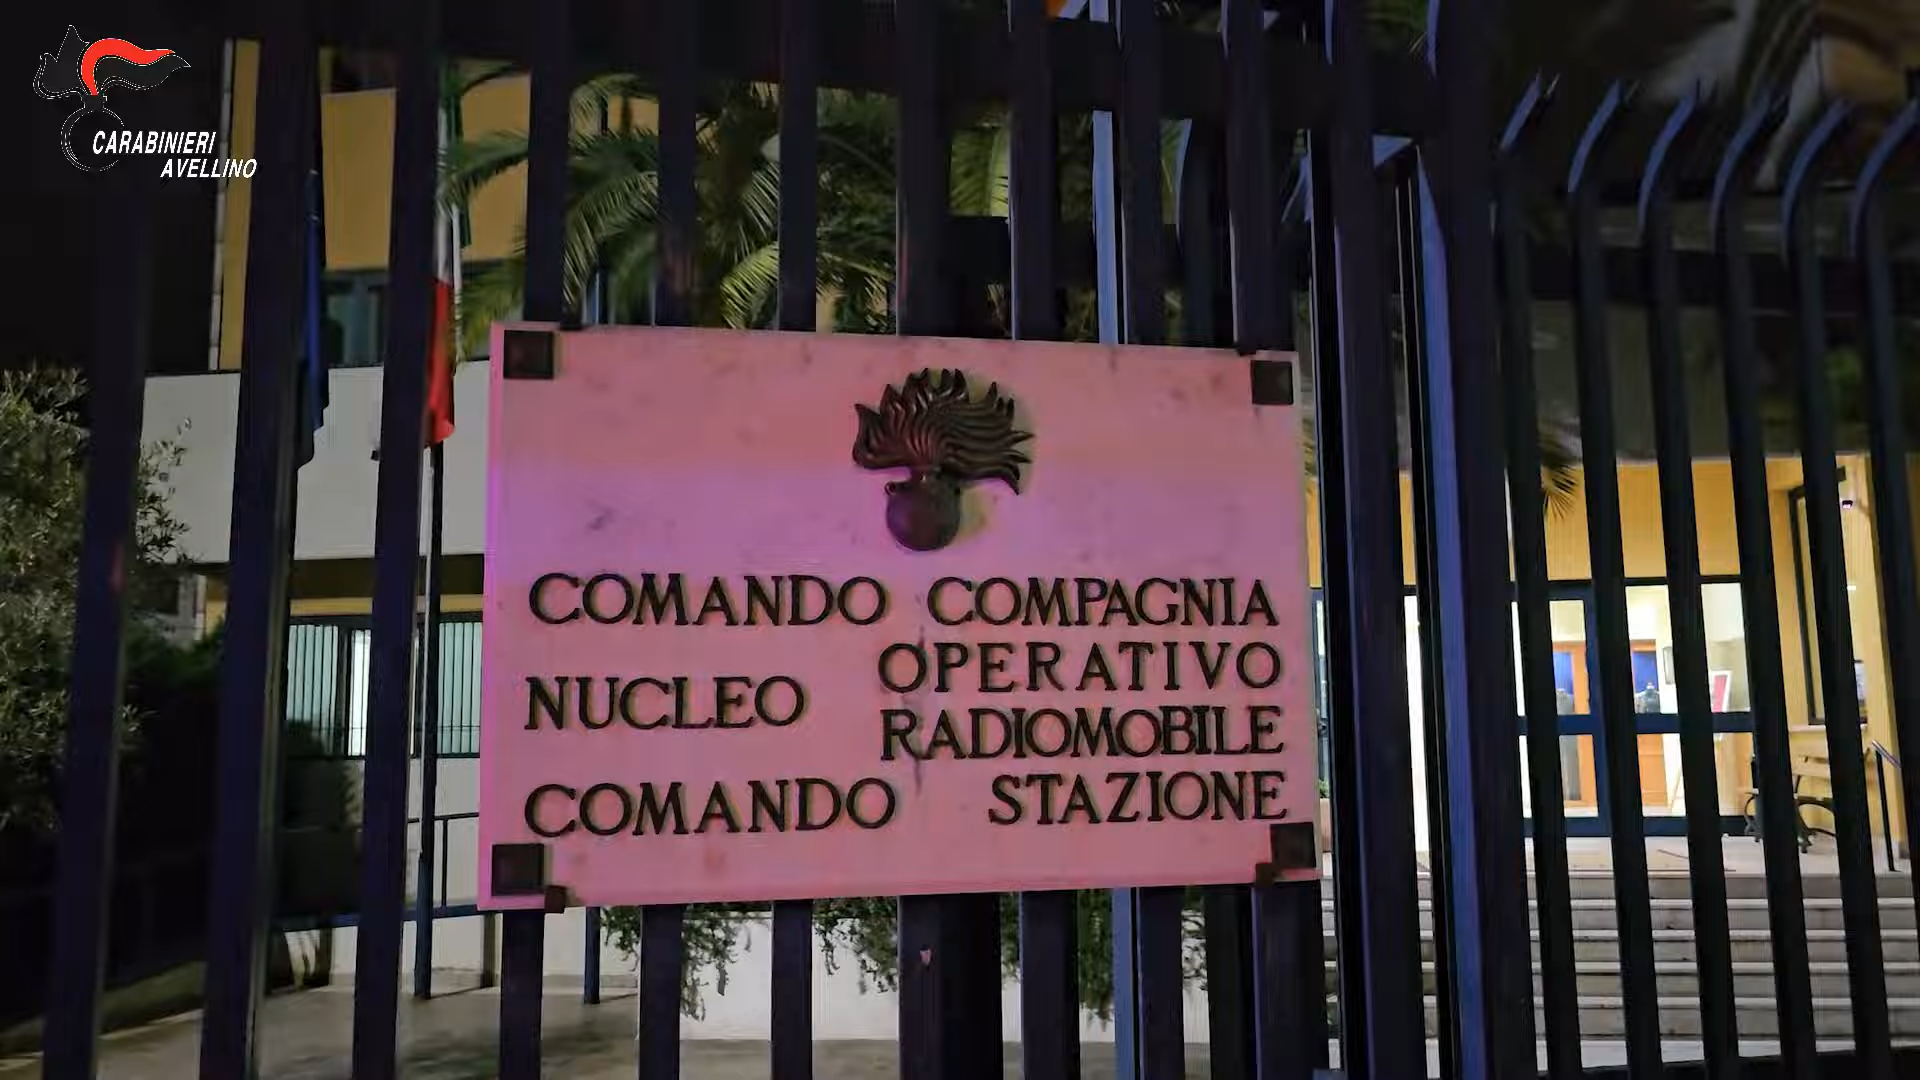 CARABINIERI
AVELLINO
COMANDO COMPAGNIA
NUCLEO OPERATIVO
RADIOMOBILE
COMANDO STAZIONE